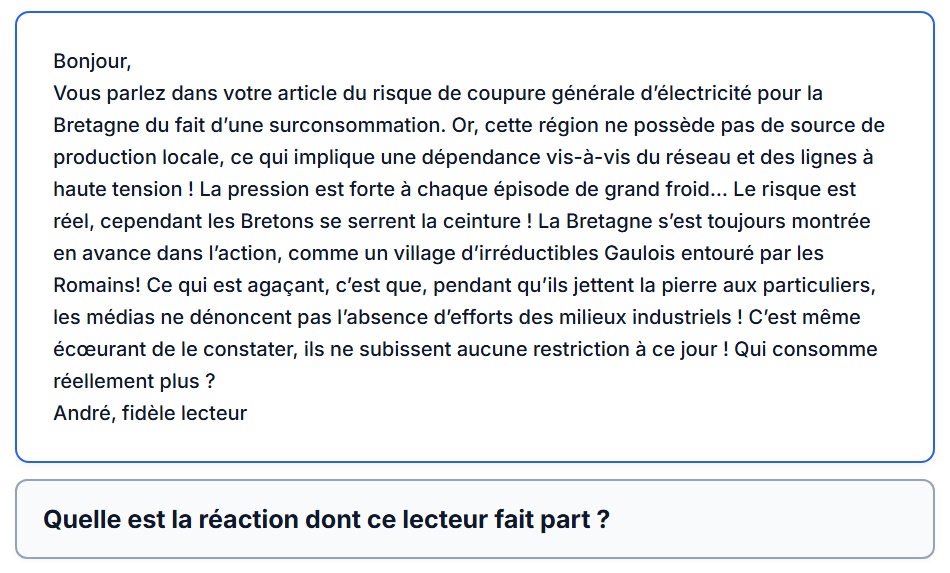 Bonjour,
Vous parlez dans votre article du risque de coupure générale d’électricité pour la
Bretagne du fait d’une surconsommation. Or, cette région ne possède pas de source de
production locale, ce qui implique une dépendance vis-à-vis du réseau et des lignes à
haute tension ! La pression est forte à chaque épisode de grand froid... Le risque est
réel, cependant les Bretons se serrent la ceinture ! La Bretagne s’est toujours montrée
en avance dans l’action, comme un village d’irréductibles Gaulois entouré par les
Romains! Ce qui est agaçant, c’est que, pendant qu’ils jettent la pierre aux particuliers,
les médias ne dénoncent pas l’absence d’efforts des milieux industriels ! C’est même
écœurant de le constater, ils ne subissent aucune restriction à ce jour ! Qui consomme
réellement plus ?
André, fidèle lecteur
Quelle est la réaction dont ce lecteur fait part ?